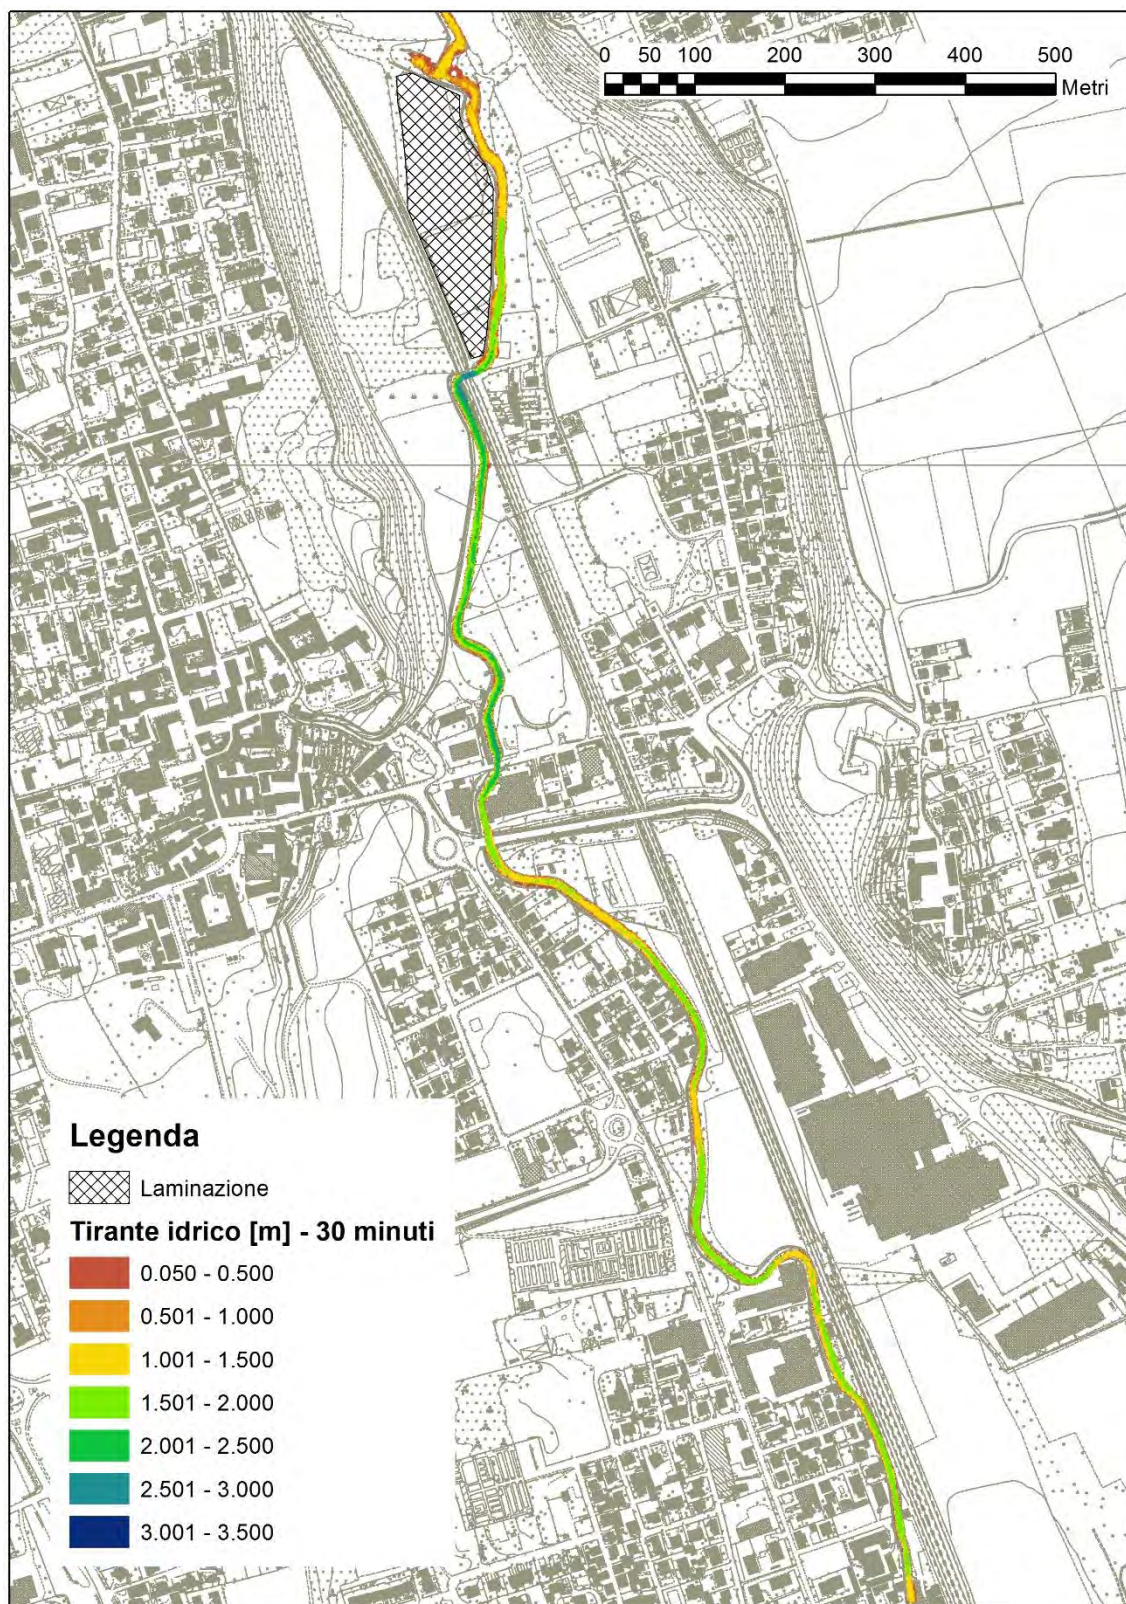 0 50 100 200 300 400 500
Metri
Legenda
Laminazione
Tirante idrico [m] - 30 minuti
0.050 - 0.500
0.501 - 1.000
1.001 - 1.500
1.501 - 2.000
2.001 - 2.500
2.501 - 3.000
3.001 - 3.500